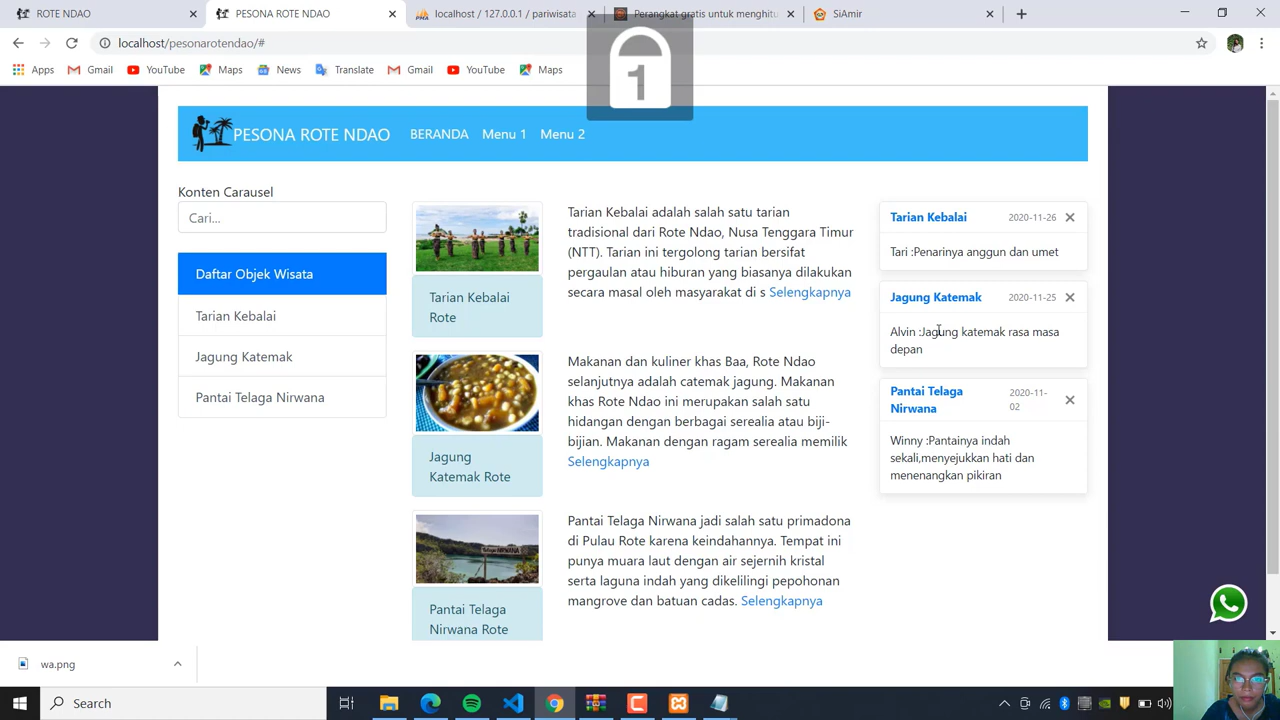 ROTE NDAO
PESONA ROTE NDAO
localhost / 127.0.0.1 / pariwisata
Perangkat gratis untuk menghitu
SiAmir
localhost/pesonarotendao/#
Apps
Gmail
YouTube
Maps
News
Translate
Gmail
YouTube
Maps
1
PESONA ROTE NDAO
BERANDA
Menu 1
Menu 2
Konten Carausel
Cari...
Daftar Objek Wisata
Tarian Kebalai
Jagung Katemak
Pantai Telaga Nirwana
Tarian Kebalai
Rote
Tarian Kebalai adalah salah satu tarian
tradisional dari Rote Ndao, Nusa Tenggara Timur
(NTT). Tarian ini tergolong tarian bersifat
pergaulan atau hiburan yang biasanya dilakukan
secara masal oleh masyarakat di s Selengkapnya
Jagung
Katemak Rote
Makanan dan kuliner khas Baa, Rote Ndao
selanjutnya adalah catemak jagung. Makanan
khas Rote Ndao ini merupakan salah satu
hidangan dengan berbagai serealia atau biji-
bijian. Makanan dengan ragam serealia memilik
Selengkapnya
NIRWANA
Pantai Telaga
Nirwana Rote
Pantai Telaga Nirwana jadi salah satu primadona
di Pulau Rote karena keindahannya. Tempat ini
punya muara laut dengan air sejernih kristal
serta laguna indah yang dikelilingi pepohonan
mangrove dan batuan cadas. Selengkapnya
Tarian Kebalai
2020-11-26
Tari :Penarinya anggun dan umet
Jagung Katemak
2020-11-25
Alvin :Jagung katemak rasa masa
depan
Pantai Telaga
Nirwana
2020-11-
02
Winny :Pantainya indah
sekali,menyejukkan hati dan
menenangkan pikiran
wa.png
Search